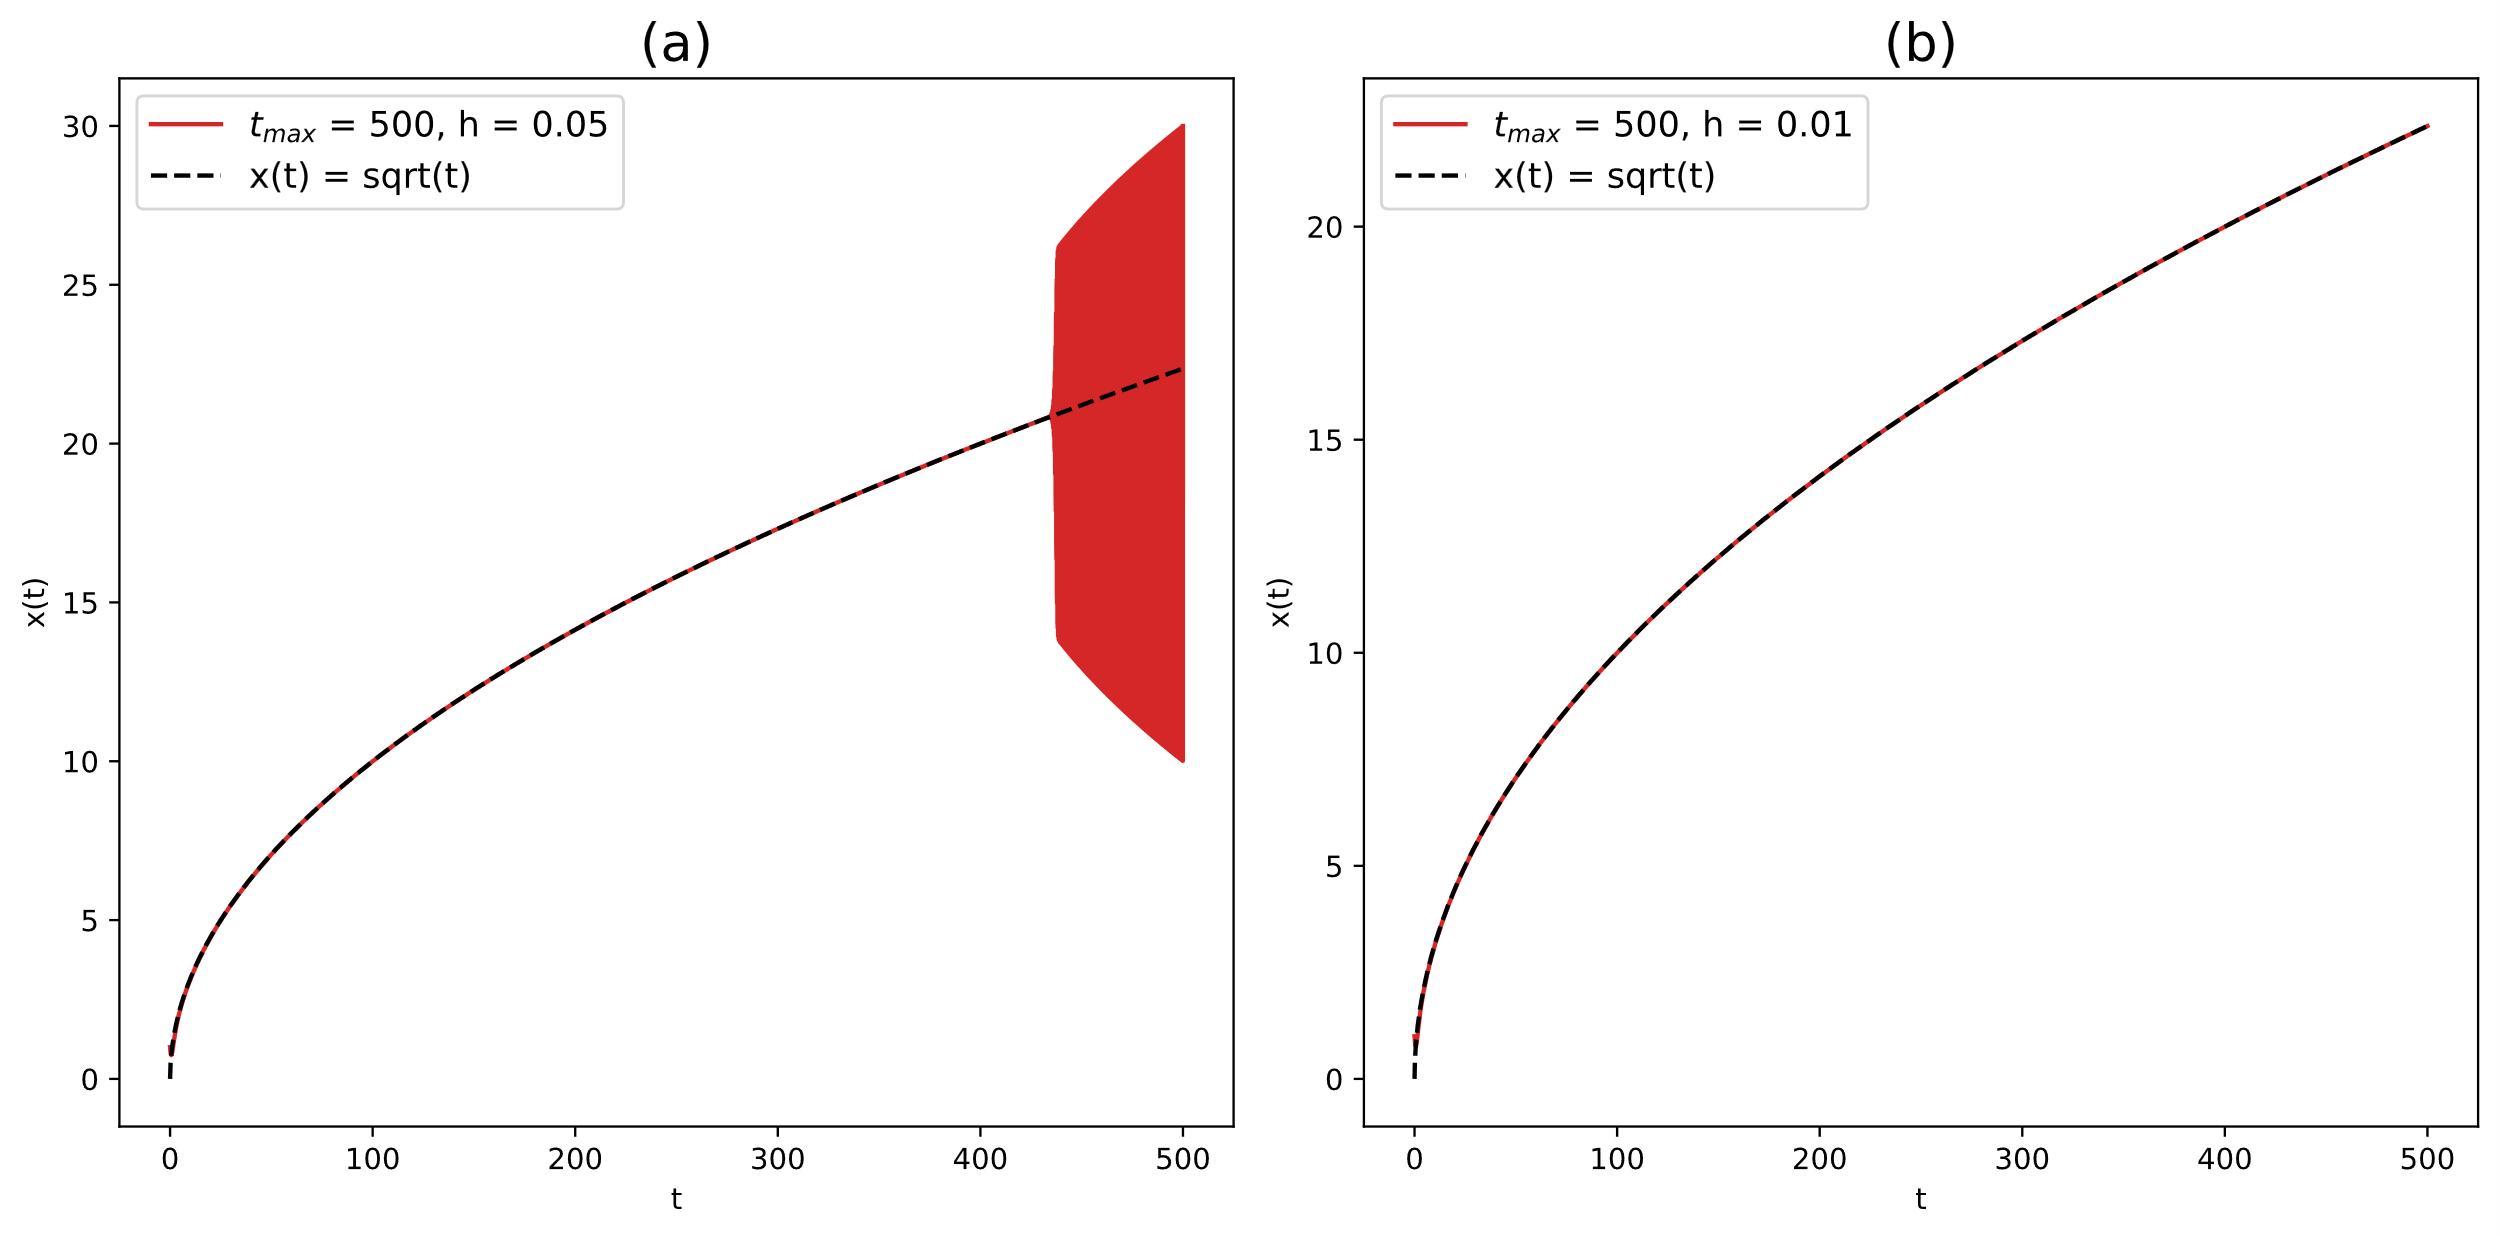 (a)
t_max = 500, h = 0.05
x(t) = sqrt(t)
x(t)
30
25
20
15
10
5
0
0 100 200 300 400 500
t
(b)
t_max = 500, h = 0.01
x(t) = sqrt(t)
x(t)
20
15
10
5
0
0 100 200 300 400 500
t